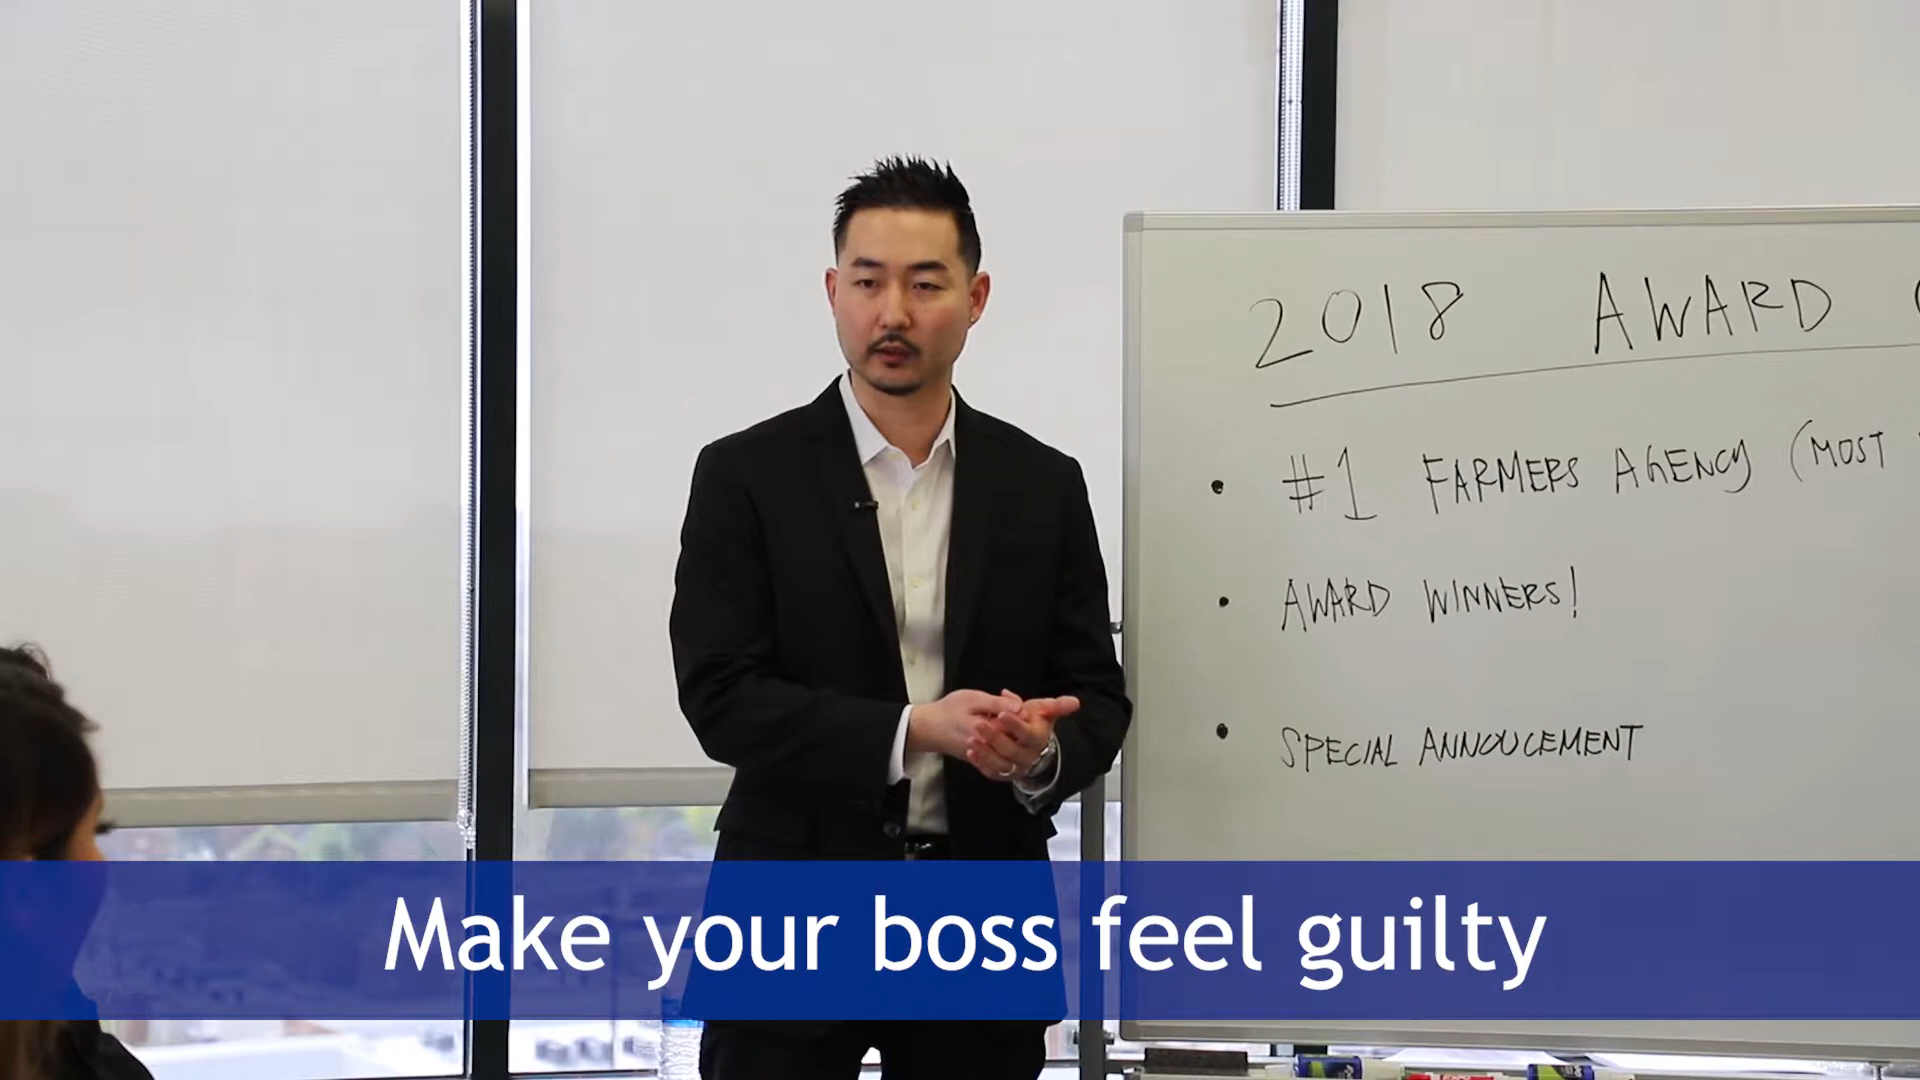 2018 AWARD
• #1 FARMERS AGENCY (MOST
• AWARD WINNERS!
• SPECIAL ANNOUCEMENT
Make your boss feel guilty